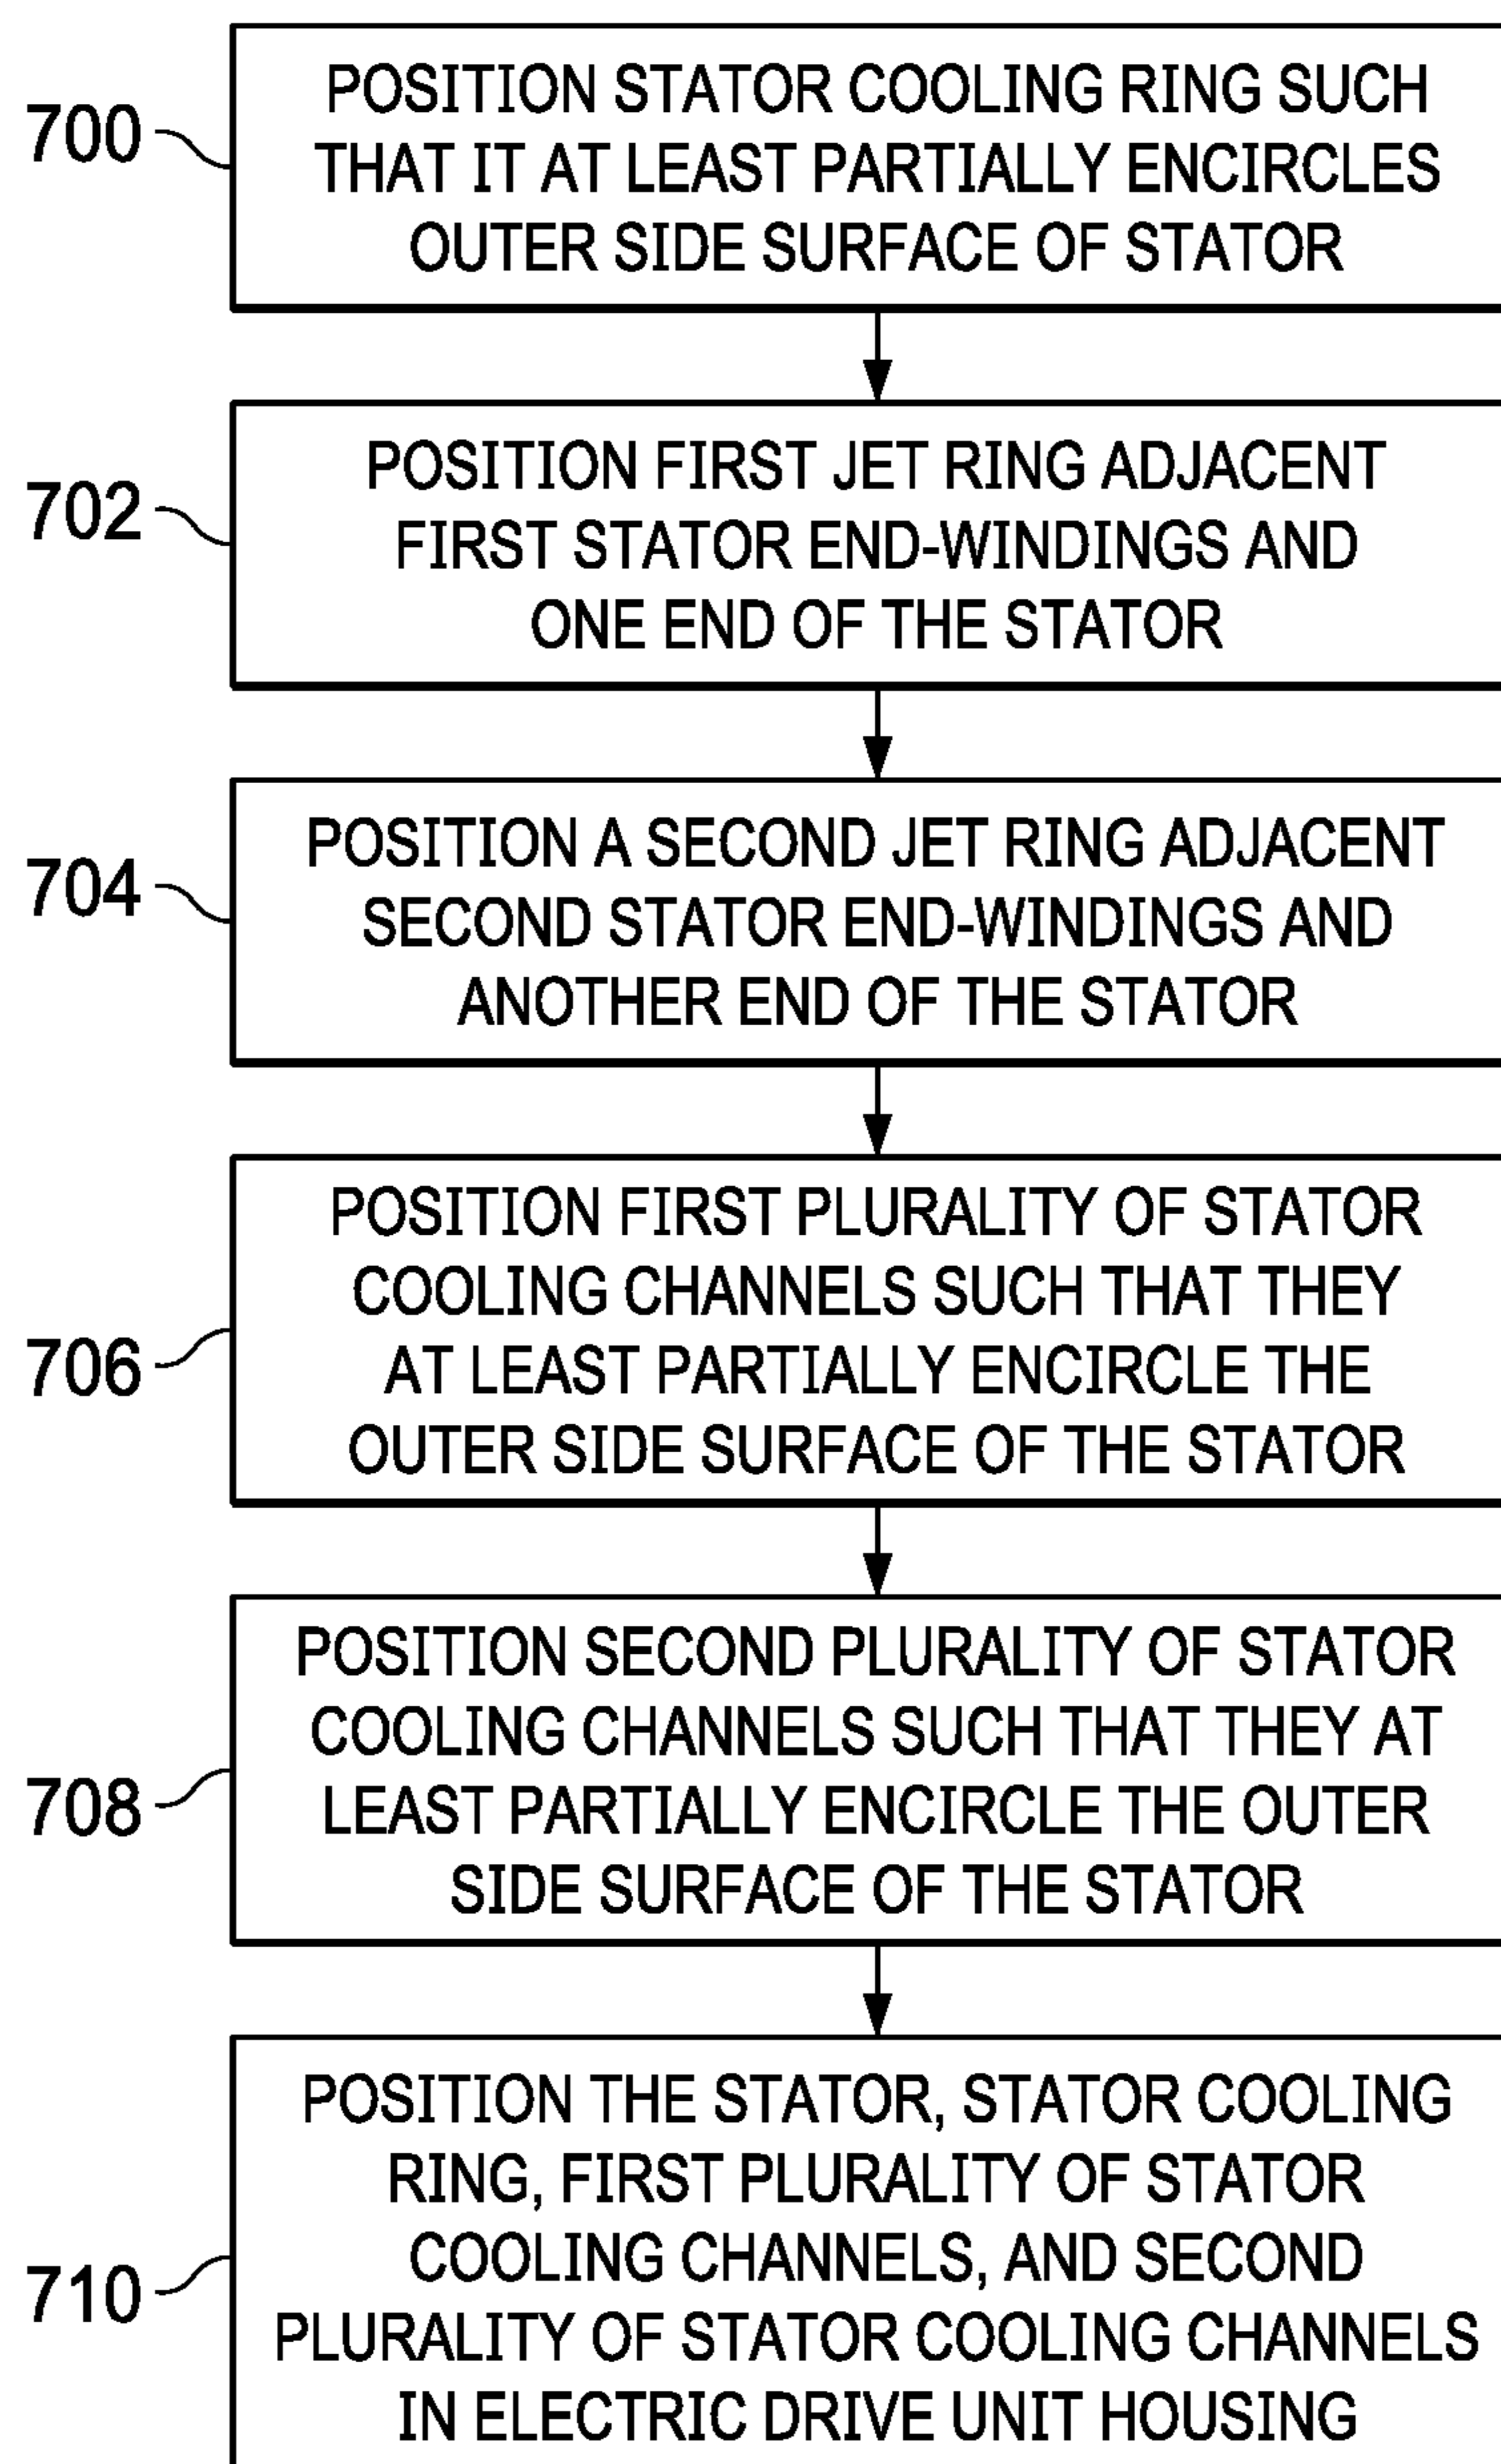 700
POSITION STATOR COOLING RING SUCH
THAT IT AT LEAST PARTIALLY ENCIRCLES
OUTER SIDE SURFACE OF STATOR
702
POSITION FIRST JET RING ADJACENT
FIRST STATOR END-WINDINGS AND
ONE END OF THE STATOR
704
POSITION A SECOND JET RING ADJACENT
SECOND STATOR END-WINDINGS AND
ANOTHER END OF THE STATOR
706
POSITION FIRST PLURALITY OF STATOR
COOLING CHANNELS SUCH THAT THEY
AT LEAST PARTIALLY ENCIRCLE THE
OUTER SIDE SURFACE OF THE STATOR
708
POSITION SECOND PLURALITY OF STATOR
COOLING CHANNELS SUCH THAT THEY AT
LEAST PARTIALLY ENCIRCLE THE OUTER
SIDE SURFACE OF THE STATOR
710
POSITION THE STATOR, STATOR COOLING
RING, FIRST PLURALITY OF STATOR
COOLING CHANNELS, AND SECOND
PLURALITY OF STATOR COOLING CHANNELS
IN ELECTRIC DRIVE UNIT HOUSING